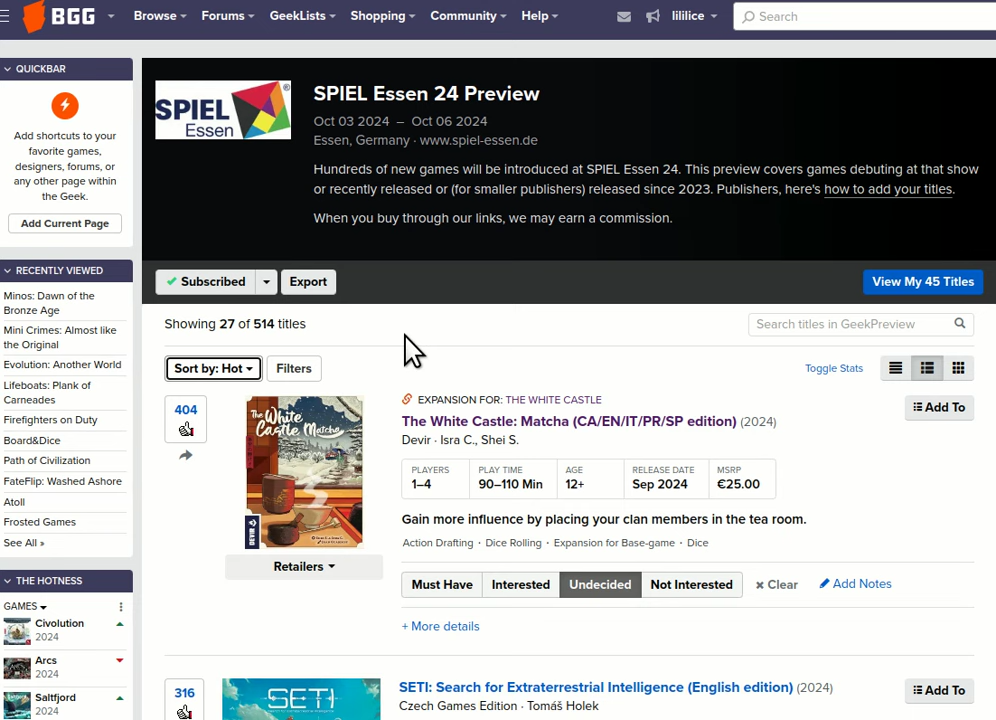 BGG
Browse
Forums
GeekLists
Shopping
Community
Help
lililice
Search
QUICKBAR
Add shortcuts to your
favorite games,
designers, forums, or
any other page within
the Geek.
Add Current Page
RECENTLY VIEWED
Minos: Dawn of the
Bronze Age
Mini Crimes: Almost like
the Original
Evolution: Another World
Lifeboats: Plank of
Carneades
Firefighters on Duty
Board&Dice
Path of Civilization
FateFlip: Washed Ashore
Atoll
Frosted Games
See All »
THE HOTNESS
GAMES
Civolution
2024
Arcs
2024
Saltfjord
2024
SPIEL
Essen
SPIEL Essen 24 Preview
Oct 03 2024 – Oct 06 2024
Essen, Germany · www.spiel-essen.de
Hundreds of new games will be introduced at SPIEL Essen 24. This preview covers games debuting at that show
or recently released or (for smaller publishers) released since 2023. Publishers, here's how to add your titles.
When you buy through our links, we may earn a commission.
Subscribed
Export
View My 45 Titles
Showing 27 of 514 titles
Search titles in GeekPreview
Sort by: Hot
Filters
Toggle Stats
404
The White
Castle Matcha
DEVIR
Retailers
EXPANSION FOR: THE WHITE CASTLE
The White Castle: Matcha (CA/EN/IT/PR/SP edition) (2024)
Devir · Isra C., Shei S.
Add To
PLAYERS
1–4
PLAY TIME
90–110 Min
AGE
12+
RELEASE DATE
Sep 2024
MSRP
€25.00
Gain more influence by placing your clan members in the tea room.
Action Drafting · Dice Rolling · Expansion for Base-game · Dice
Must Have
Interested
Undecided
Not Interested
Clear
Add Notes
+ More details
316
SETI
SETI: Search for Extraterrestrial Intelligence (English edition) (2024)
Czech Games Edition · Tomáš Holek
Add To